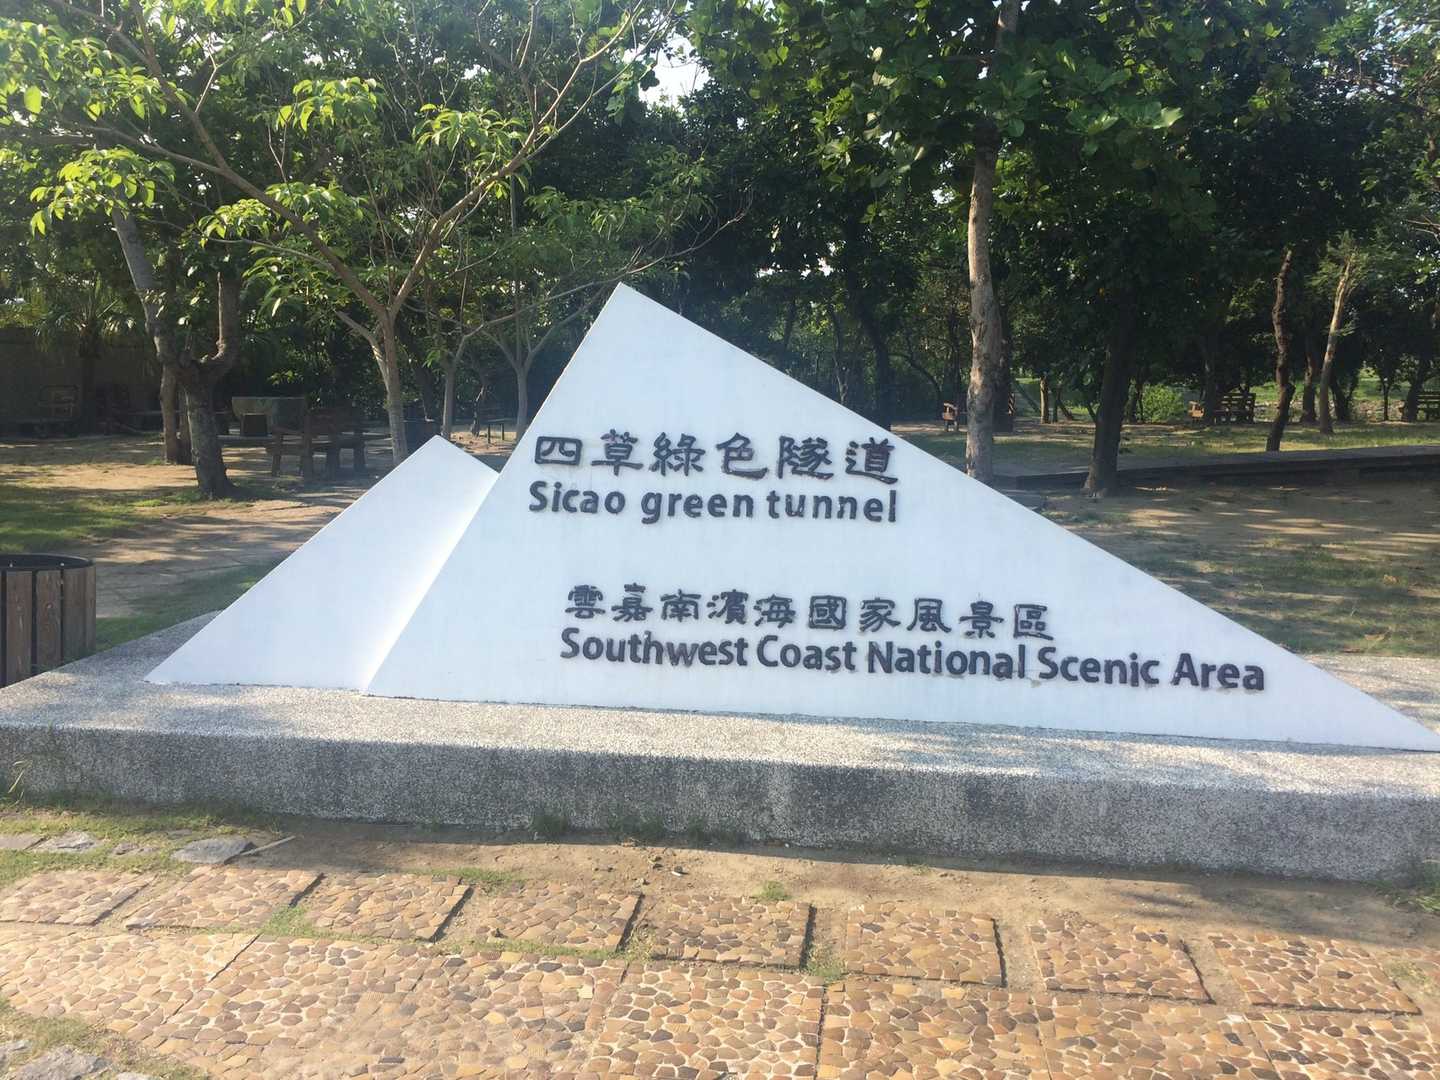 四草綠色隧道
Sicao green tunnel
雲嘉南濱海國家風景區
Southwest Coast National Scenic Area